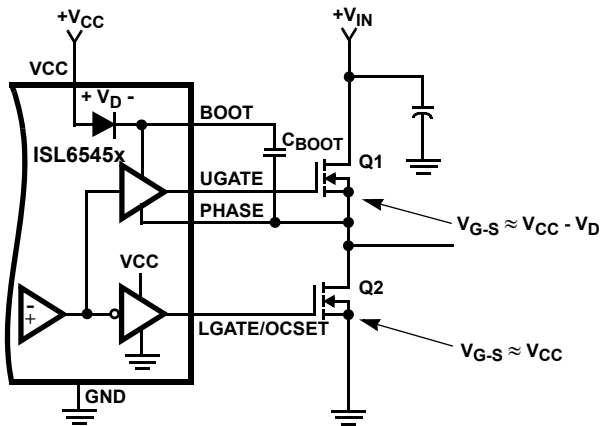 +VCC
+VIN
VCC
+ VD -
BOOT
CBOOT
ISL6545x
Q1
UGATE
PHASE
VG-S ≈ VCC - VD
VCC
Q2
-
+
LGATE/OCSET
VG-S ≈ VCC
GND